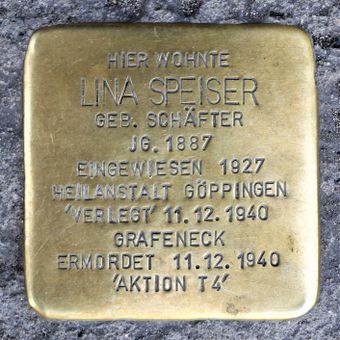 HIER WOHNTE
LINA SPEISER
GEB. SCHÄFTER
JG. 1887
EINGEWIESEN 1927
HEILANSTALT GÖPPINGEN
'VERLEGT' 11.12.1940
GRAFENECK
ERMORDET 11.12.1940
'AKTION T4'